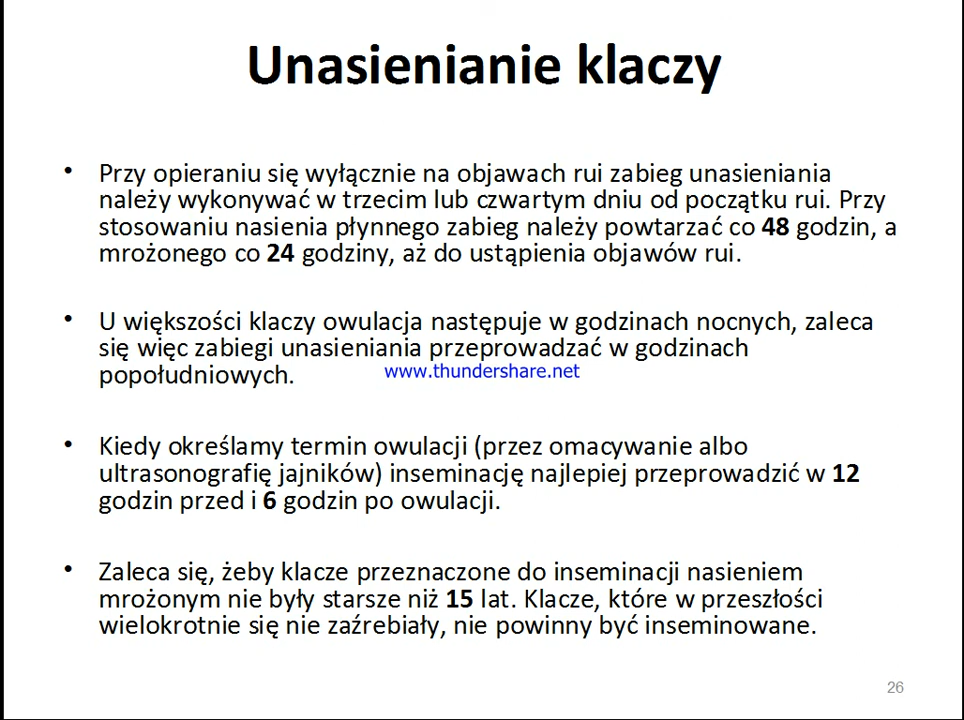 Unasienianie klaczy
• Przy opieraniu się wyłącznie na objawach rui zabieg unasieniania
należy wykonywać w trzecim lub czwartym dniu od początku rui. Przy
stosowaniu nasienia płynnego zabieg należy powtarzać co 48 godzin, a
mrożonego co 24 godziny, aż do ustąpienia objawów rui.
• U większości klaczy owulacja następuje w godzinach nocnych, zaleca
się więc zabiegi unasieniania przeprowadzać w godzinach
popołudniowych.
www.thundershare.net
• Kiedy określamy termin owulacji (przez omacywanie albo
ultrasonografię jajników) inseminację najlepiej przeprowadzić w 12
godzin przed i 6 godzin po owulacji.
• Zaleca się, żeby klacze przeznaczone do inseminacji nasieniem
mrożonym nie były starsze niż 15 lat. Klacze, które w przeszłości
wielokrotnie się nie zaźrebiały, nie powinny być inseminowane.
26